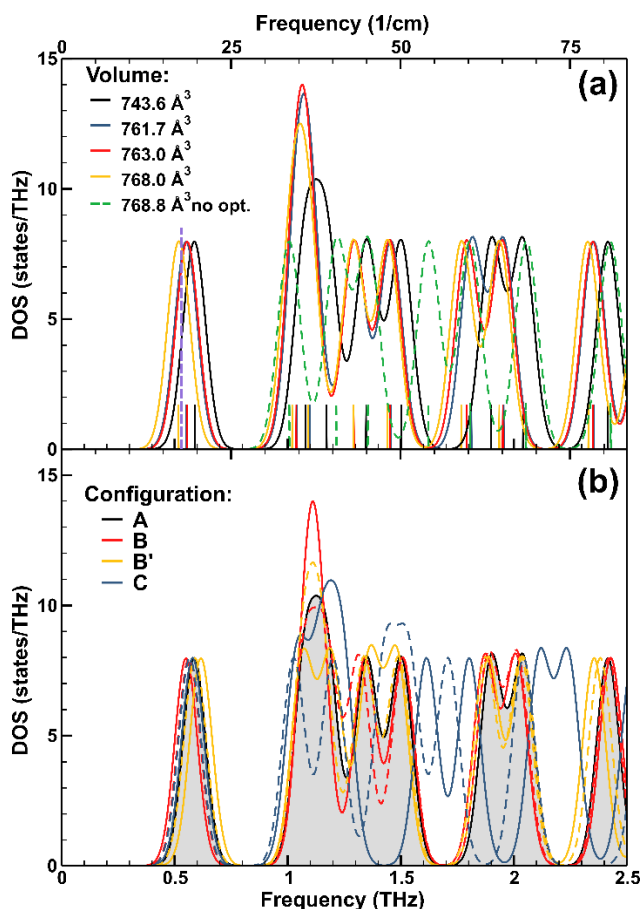 Frequency (1/cm)
0 25 50 75
15
10
5
0
DOS (states/THz)
(a)
Volume:
743.6 Å3
761.7 Å3
763.0 Å3
768.0 Å3
768.8 Å3 no opt.
(b)
Configuration:
A
B
B'
C
15
10
5
0
DOS (states/THz)
0 0.5 1 1.5 2 2.5
Frequency (THz)